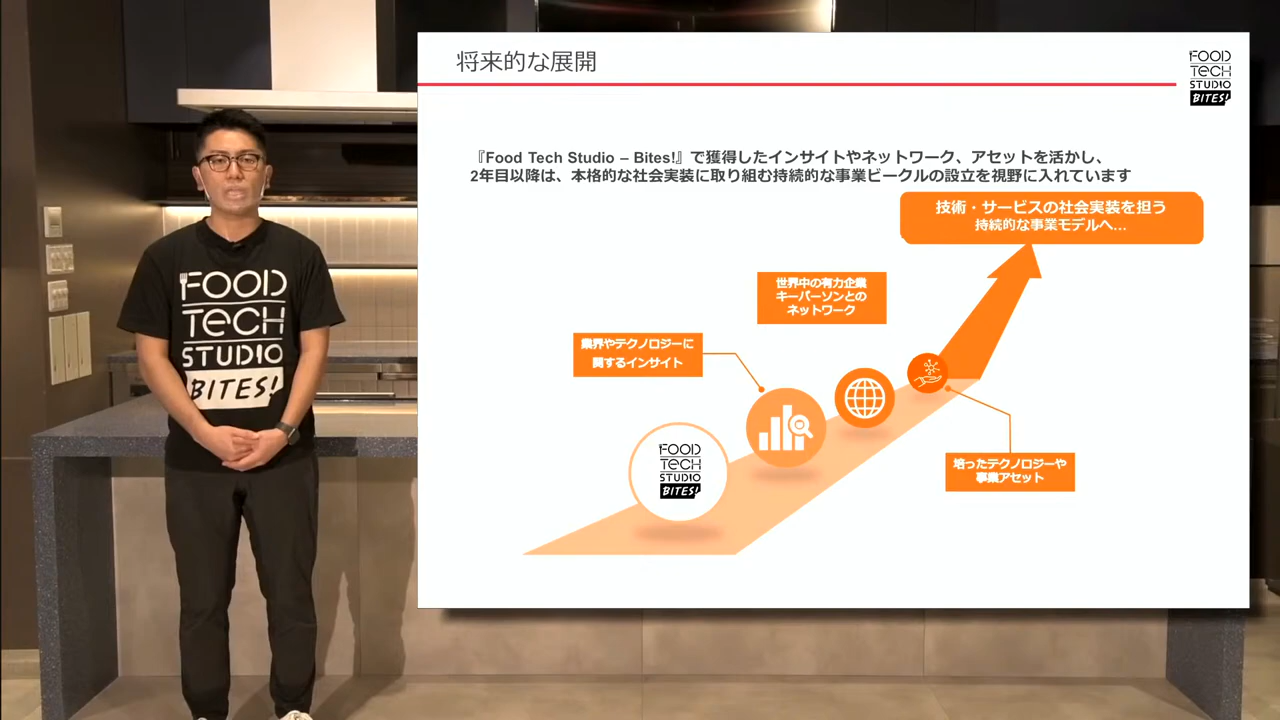 将来的な展開
FOOD
TECH
STUDIO
BITES!
『Food Tech Studio – Bites!』で獲得したインサイトやネットワーク、アセットを活かし、
2年目以降は、本格的な社会実装に取り組む持続的な事業ビークルの設立を視野に入れています
技術・サービスの社会実装を担う
持続的な事業モデルへ…
世界中の有力企業
キーパーソンとの
ネットワーク
業界やテクノロジーに
関するインサイト
FOOD
TECH
STUDIO
BITES!
培ったテクノロジーや
事業アセット
FOOD
TECH
STUDIO
BITES!